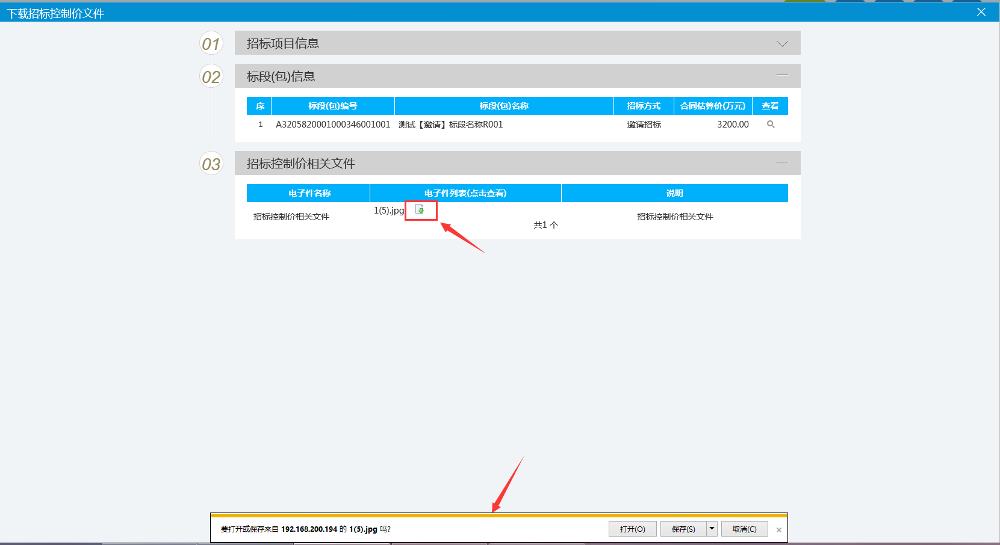 下载招标控制价文件
01 招标项目信息
02 标段(包)信息
序 标段(包)编号 标段(包)名称 招标方式 合同估算价(万元) 查看
1 A3205820001000346001001 测试【邀请】标段名称R001 邀请招标 3200.00
03 招标控制价相关文件
电子件名称 电子件列表(点击查看) 说明
招标控制价相关文件 1(5).jpg 招标控制价相关文件
共1 个
要打开或保存来自 192.168.200.194 的 1(5).jpg 吗? 打开(O) 保存(S) 取消(C) ×